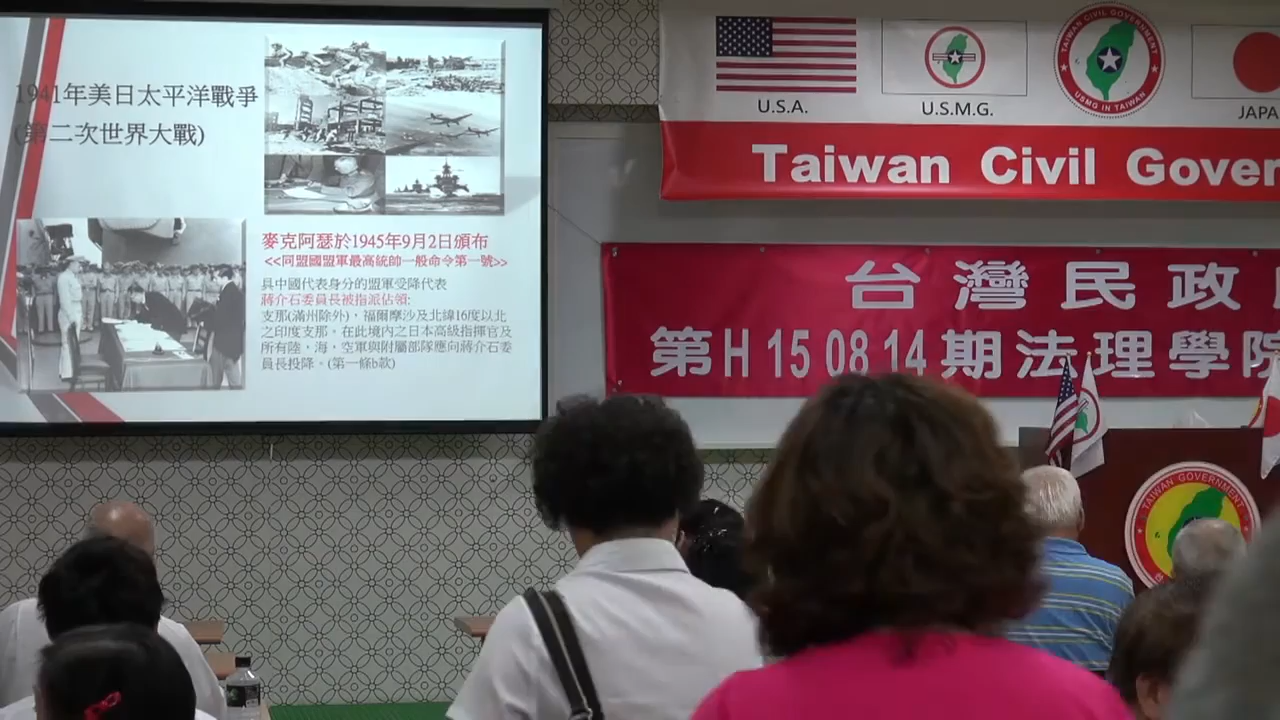 1941年美日太平洋戰爭
(第二次世界大戰)
麥克阿瑟於1945年9月2日頒布
<<同盟國盟軍最高統帥一般命令第一號>>
具中國代表身分的盟軍受降代表
蔣介石委員長被指派佔領:
支那(滿州除外)，福爾摩沙及北緯16度以北
之印度支那。在此境內之日本高級指揮官及
所有陸，海，空軍與附屬部隊應向蔣介石委
員長投降。(第一條b款)
U.S.A.
U.S.M.G.
TAIWAN CIVIL GOVERNMENT
USMG IN TAIWAN
JAPA
Taiwan Civil Gover
台灣民政
第H150814期法理學院
TAIWAN GOVERNMENT